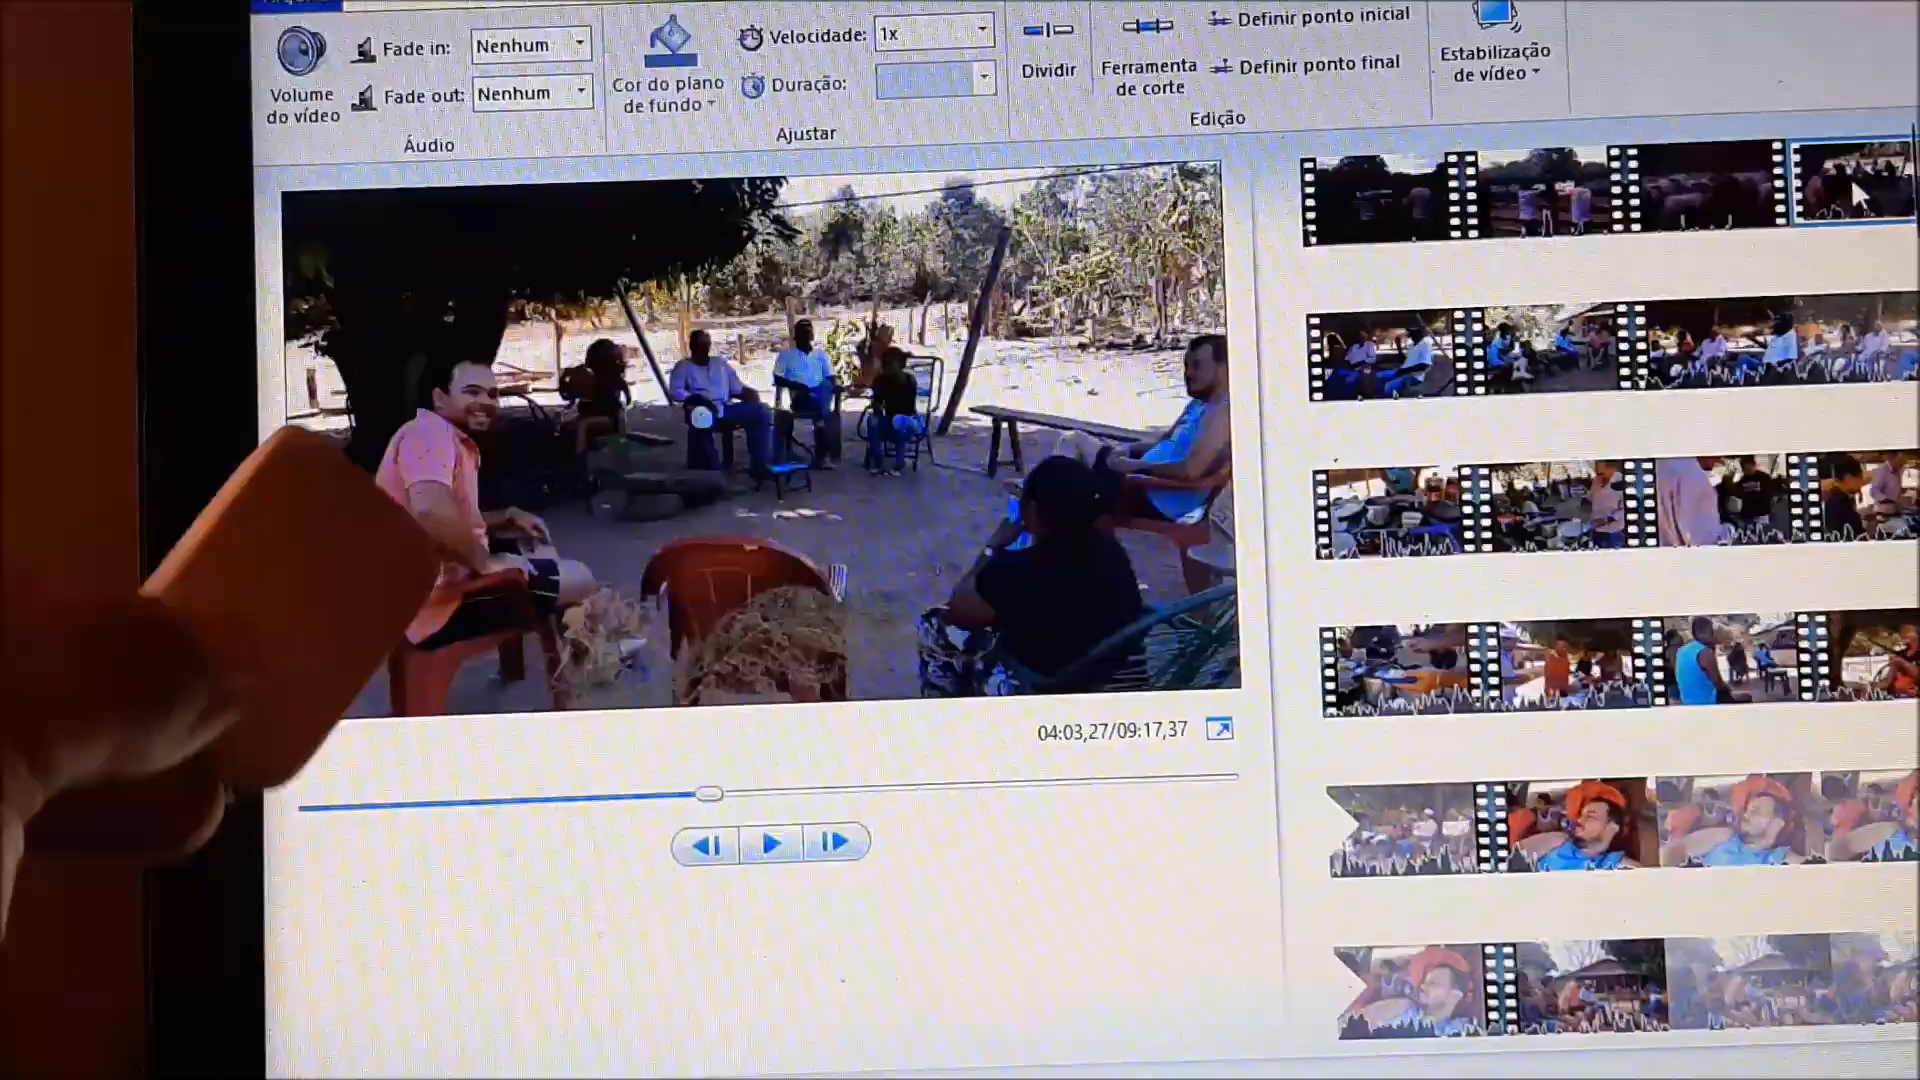 Fade in: Nenhum
Fade out: Nenhum
Volume
do vídeo
Áudio
Cor do plano
de fundo
Velocidade: 1x
Duração:
Ajustar
Dividir
Ferramenta
de corte
Definir ponto inicial
Definir ponto final
Edição
Estabilização
de vídeo
04:03,27/09:17,37